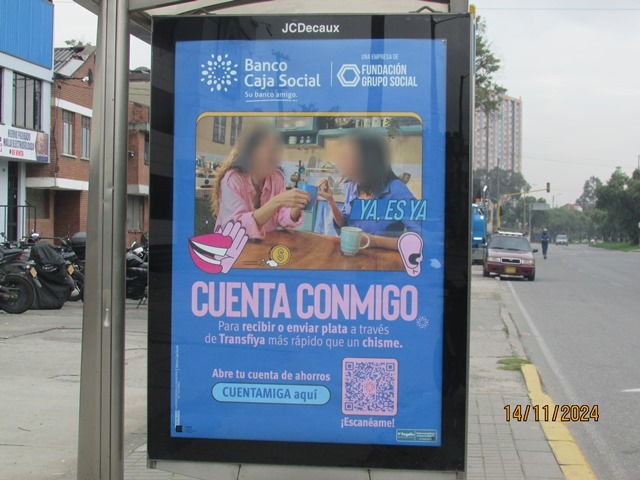 JCDecaux
Banco
Caja Social
Su banco amigo.
UNA EMPRESA DE
FUNDACIÓN
GRUPO SOCIAL
YA, ES YA
CUENTA CONMIGO
Para recibir o enviar plata a través
de Transfiya más rápido que un chisme.
Abre tu cuenta de ahorros
CUENTAMIGA aquí
¡Escanéame!
14/11/2024